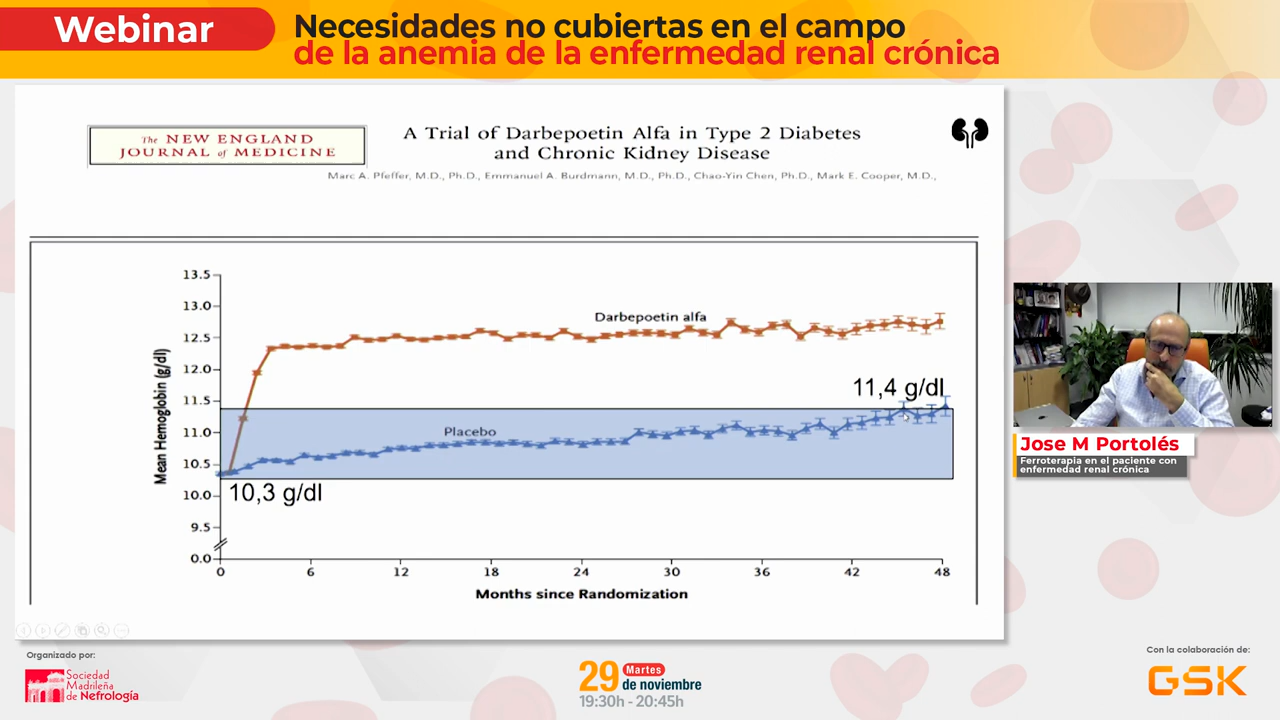 Webinar
Necesidades no cubiertas en el campo
de la anemia de la enfermedad renal crónica
The NEW ENGLAND
JOURNAL of MEDICINE
A Trial of Darbepoetin Alfa in Type 2 Diabetes
and Chronic Kidney Disease
Marc A. Pfeffer, M.D., Ph.D., Emmanuel A. Burdmann, M.D., Ph.D., Chao-Yin Chen, Ph.D., Mark E. Cooper, M.D.,
Mean Hemoglobin (g/dl)
13.5
13.0
12.5
12.0
11.5
11.0
10.5
10.0
9.5
0.0
Darbepoetin alfa
11,4 g/dl
Placebo
10,3 g/dl
0 6 12 18 24 30 36 42 48
Months since Randomization
Jose M Portolés
Ferroterapia en el paciente con
enfermedad renal crónica
Organizado por:
Sociedad
Madrileña
de Nefrología
29 Martes
de noviembre
19:30h - 20:45h
Con la colaboración de:
GSK